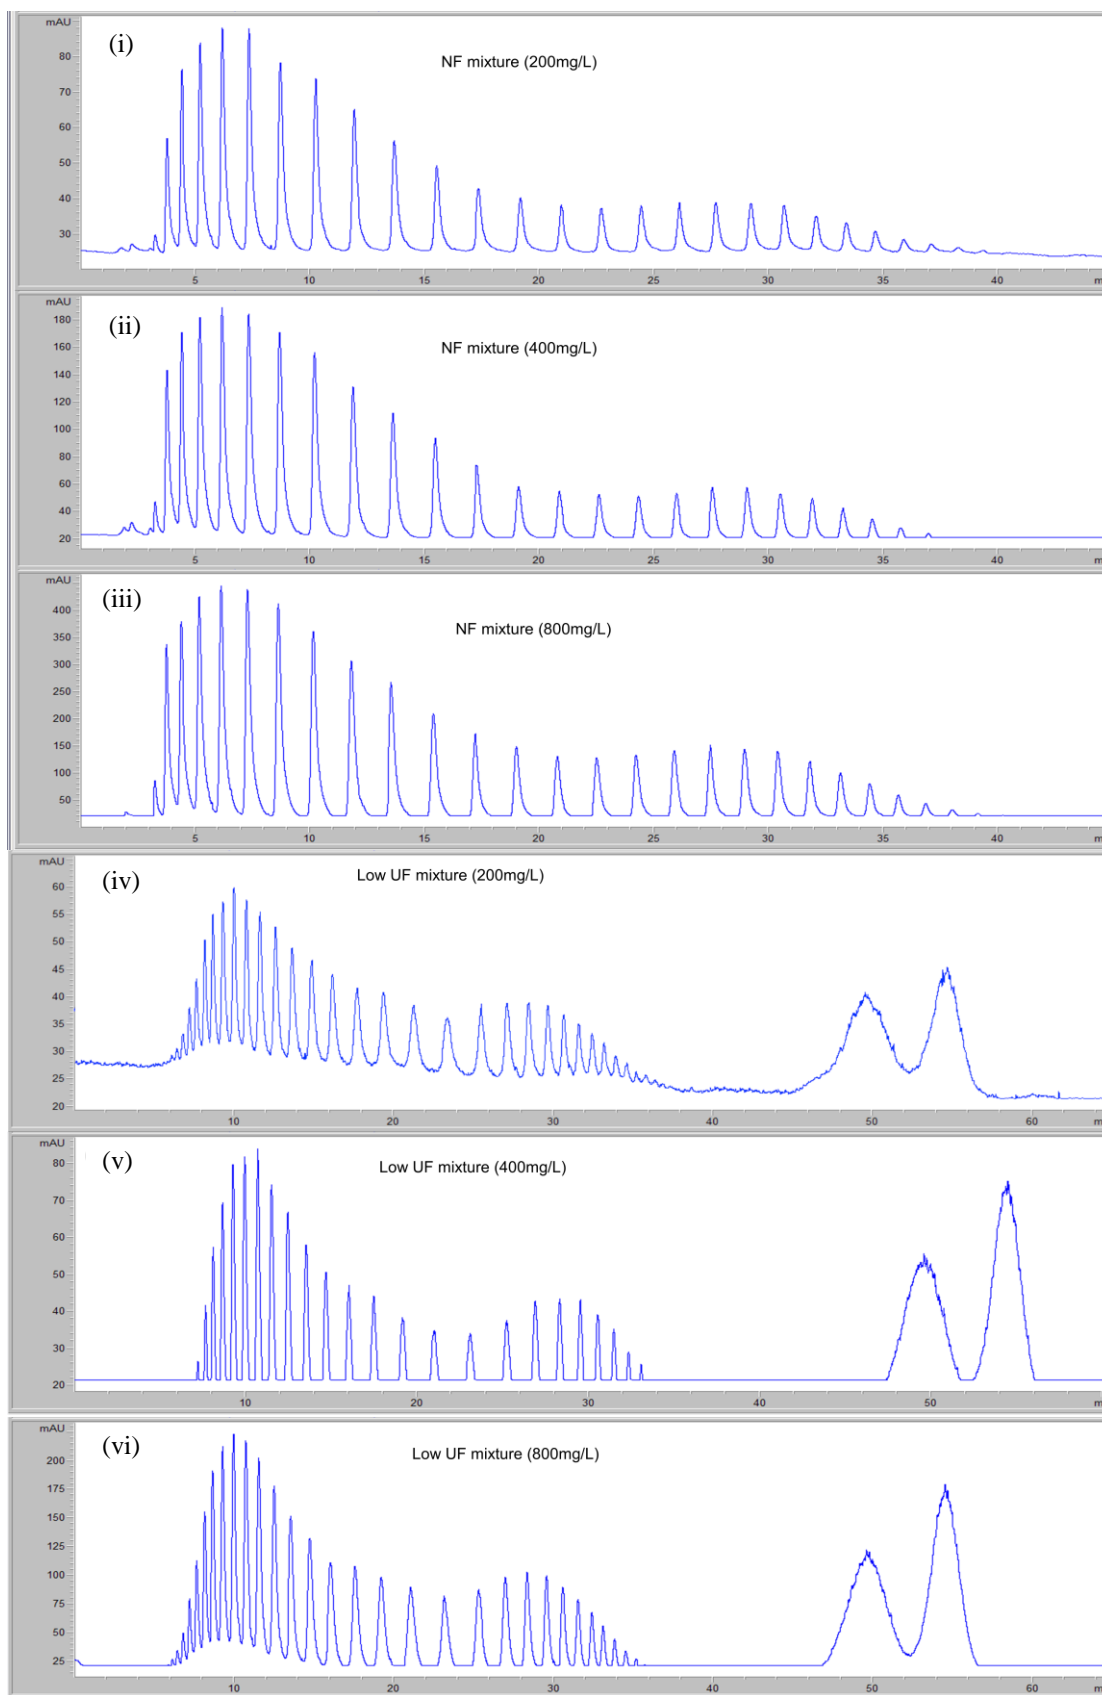 mAU
(i)
NF mixture (200mg/L)
80
70
60
50
40
30
5 10 15 20 25 30 35 40 m
mAU
(ii)
NF mixture (400mg/L)
180
160
140
120
100
80
60
40
20
5 10 15 20 25 30 35 40 m
mAU
(iii)
NF mixture (800mg/L)
400
350
300
250
200
150
100
50
5 10 15 20 25 30 35 40 m
mAU
(iv)
Low UF mixture (200mg/L)
60
55
50
45
40
35
30
25
20
10 20 30 40 50 60 m
mAU
(v)
Low UF mixture (400mg/L)
80
70
60
50
40
30
20
10 20 30 40 50 m
mAU
(vi)
Low UF mixture (800mg/L)
200
175
150
125
100
75
50
25
10 20 30 40 50 60 m